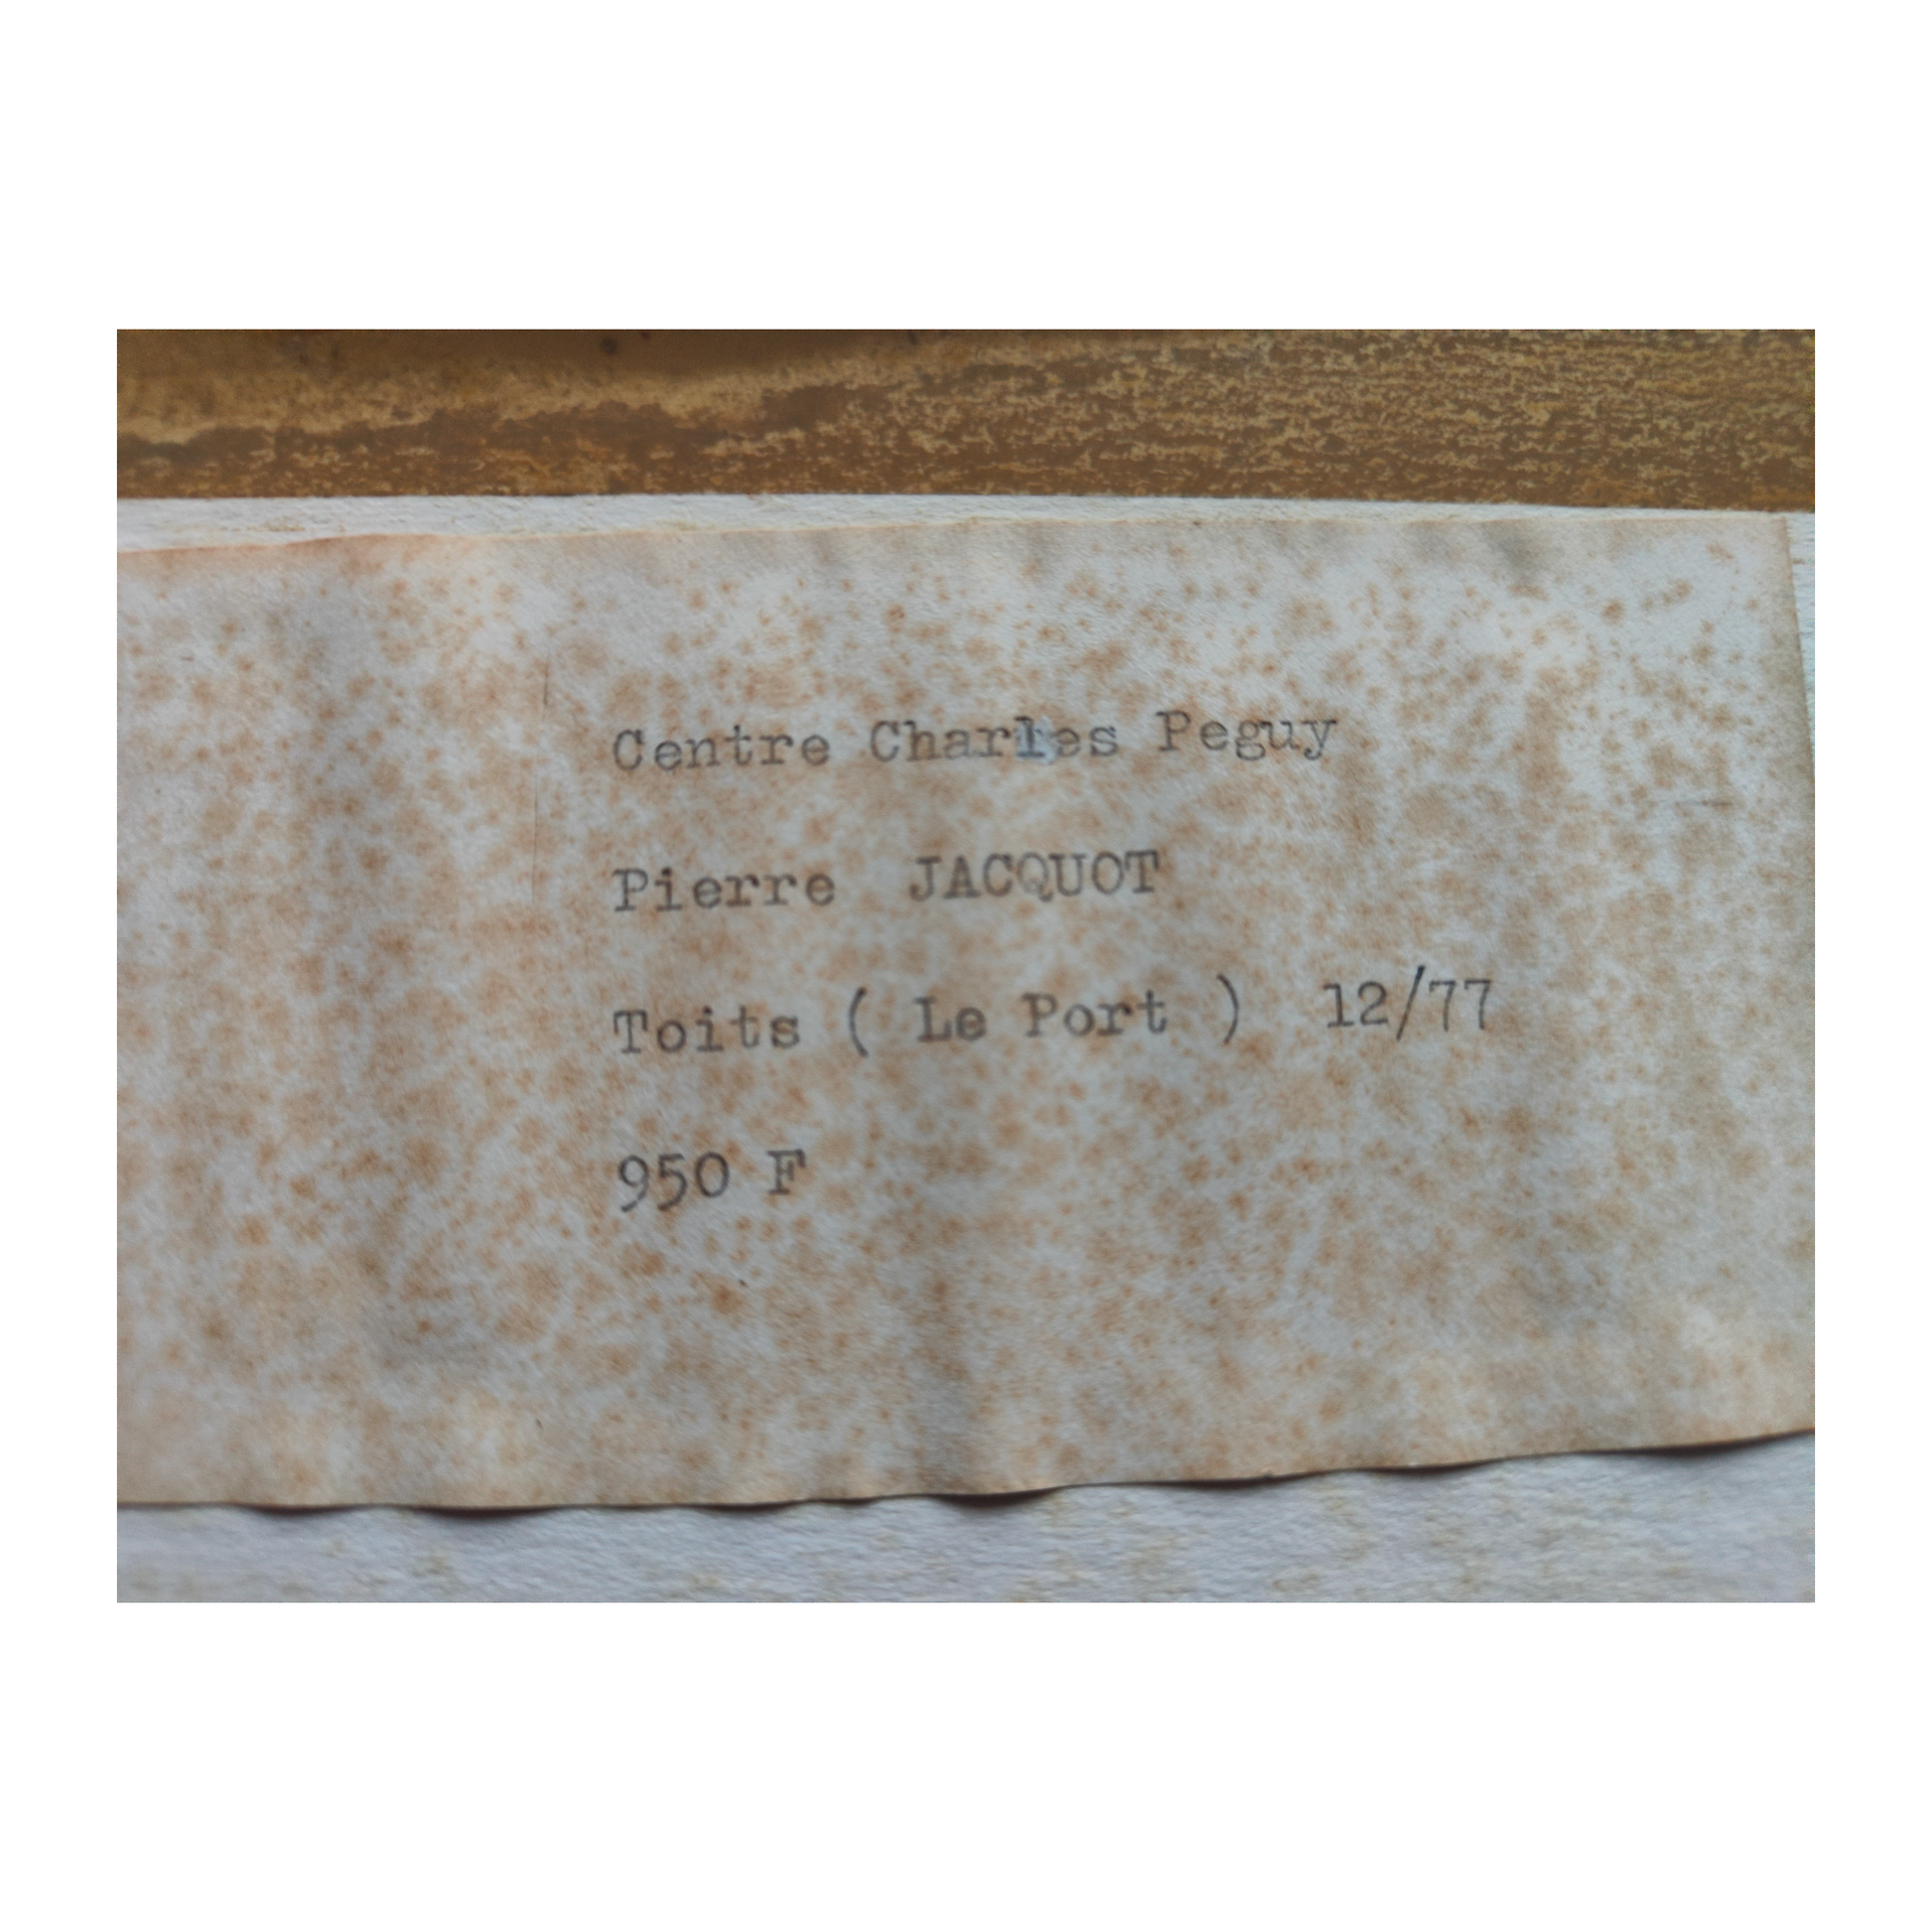 Centre Charles Peguy
Pierre JACQUOT
Toits ( Le Port ) 12/77
950 F